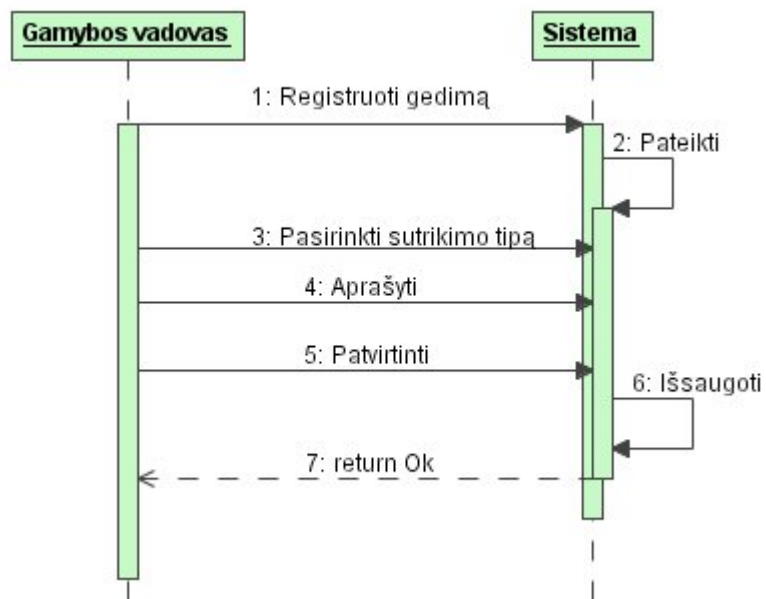 Gamybos vadovas
Sistema
1: Registruoti gedimą
2: Pateikti
3: Pasirinkti sutrikimo tipą
4: Aprašyti
5: Patvirtinti
6: Išsaugoti
7: return Ok